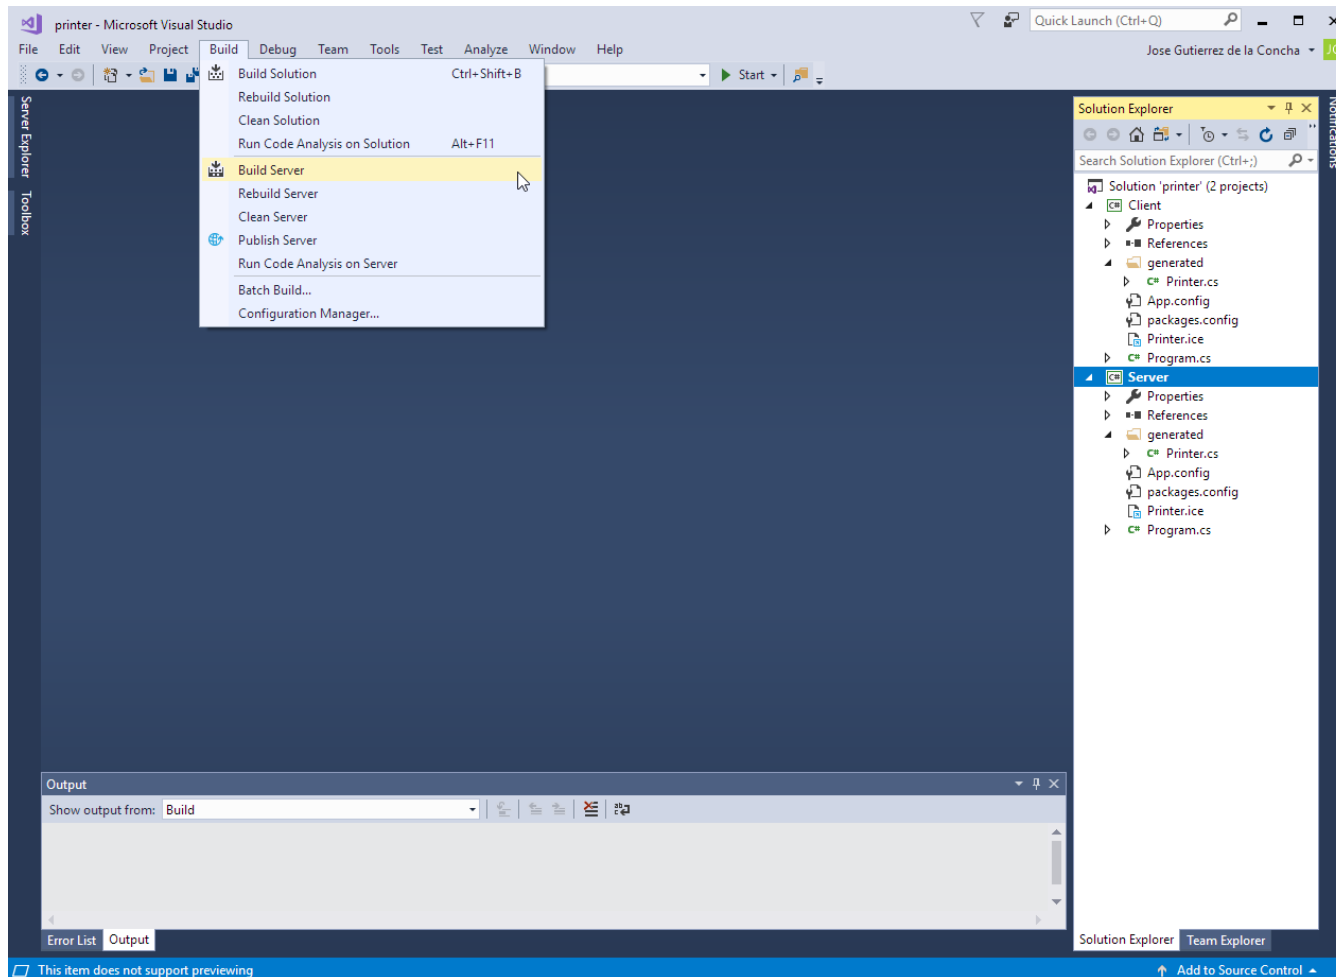 printer - Microsoft Visual Studio
Quick Launch (Ctrl+Q)
File Edit View Project Build Debug Team Tools Test Analyze Window Help
Jose Gutierrez de la Concha
Start
Build Solution Ctrl+Shift+B
Rebuild Solution
Clean Solution
Run Code Analysis on Solution Alt+F11
Build Server
Rebuild Server
Clean Server
Publish Server
Run Code Analysis on Server
Batch Build...
Configuration Manager...
Server Explorer
Toolbox
Solution Explorer
Search Solution Explorer (Ctrl+;)
Solution 'printer' (2 projects)
C# Client
Properties
References
generated
C# Printer.cs
App.config
packages.config
Printer.ice
C# Program.cs
C# Server
Properties
References
generated
C# Printer.cs
App.config
packages.config
Printer.ice
C# Program.cs
Notifications
Output
Show output from: Build
Error List Output
Solution Explorer Team Explorer
This item does not support previewing
Add to Source Control